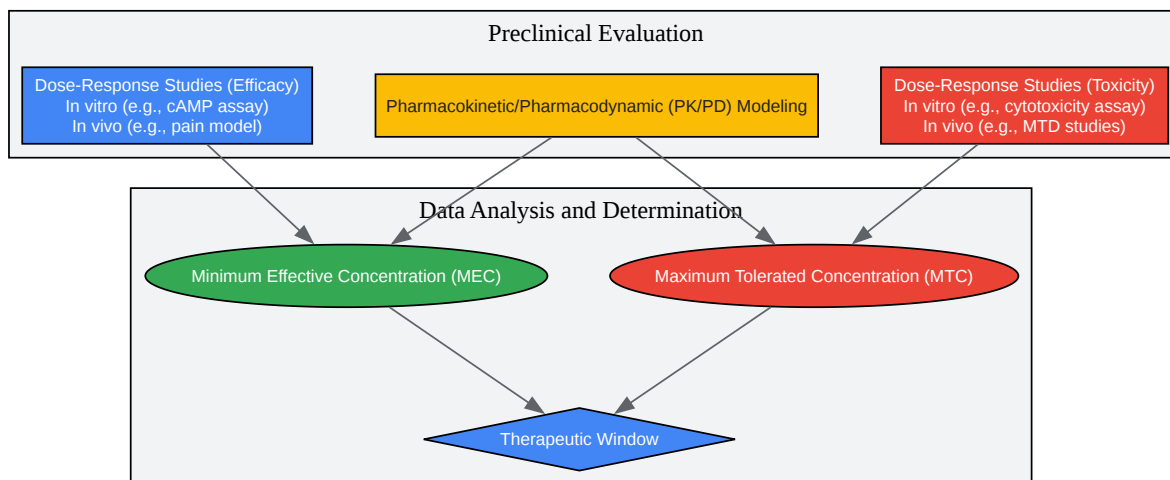 Preclinical Evaluation
Dose-Response Studies (Efficacy)
In vitro (e.g., cAMP assay)
In vivo (e.g., pain model)
Pharmacokinetic/Pharmacodynamic (PK/PD) Modeling
Dose-Response Studies (Toxicity)
In vitro (e.g., cytotoxicity assay)
In vivo (e.g., MTD studies)
Data Analysis and Determination
Minimum Effective Concentration (MEC)
Maximum Tolerated Concentration (MTC)
Therapeutic Window